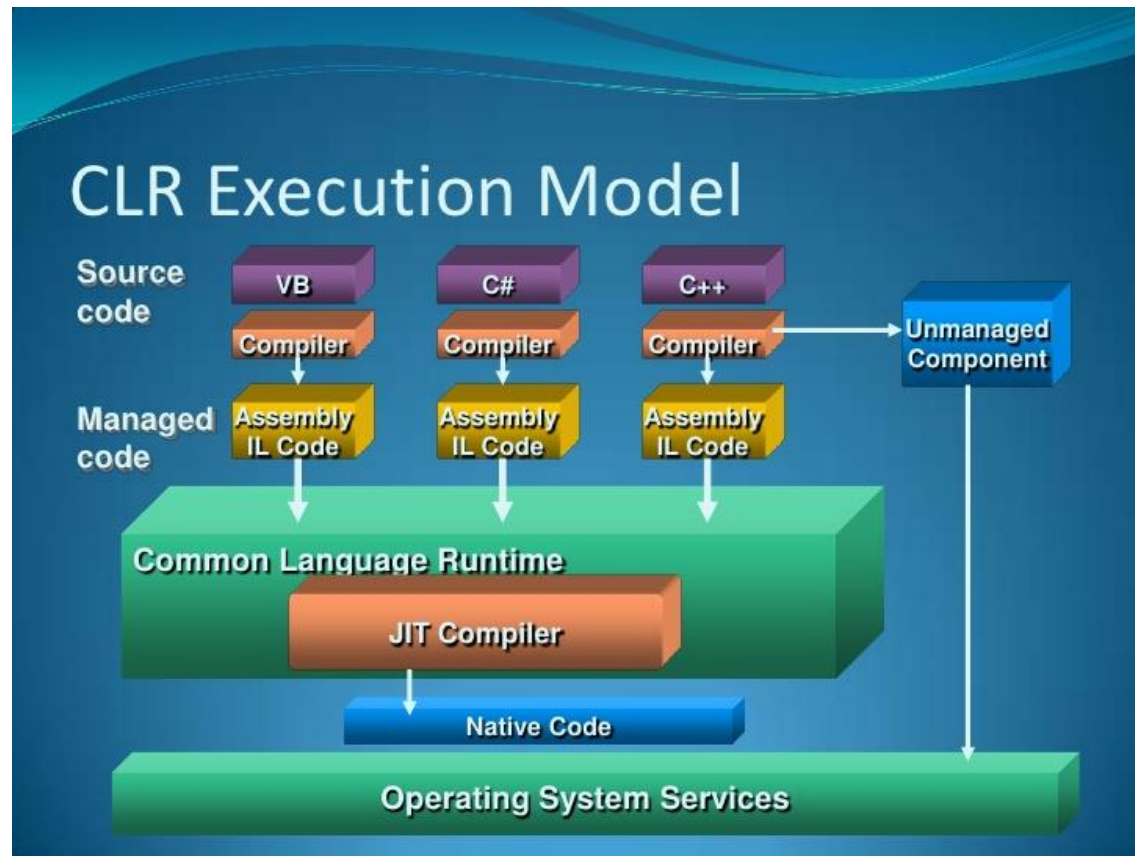 CLR Execution Model
Source
code
VB
C#
C++
Compiler
Compiler
Compiler
Unmanaged
Component
Managed
code
Assembly
IL Code
Assembly
IL Code
Assembly
IL Code
Common Language Runtime
JIT Compiler
Native Code
Operating System Services